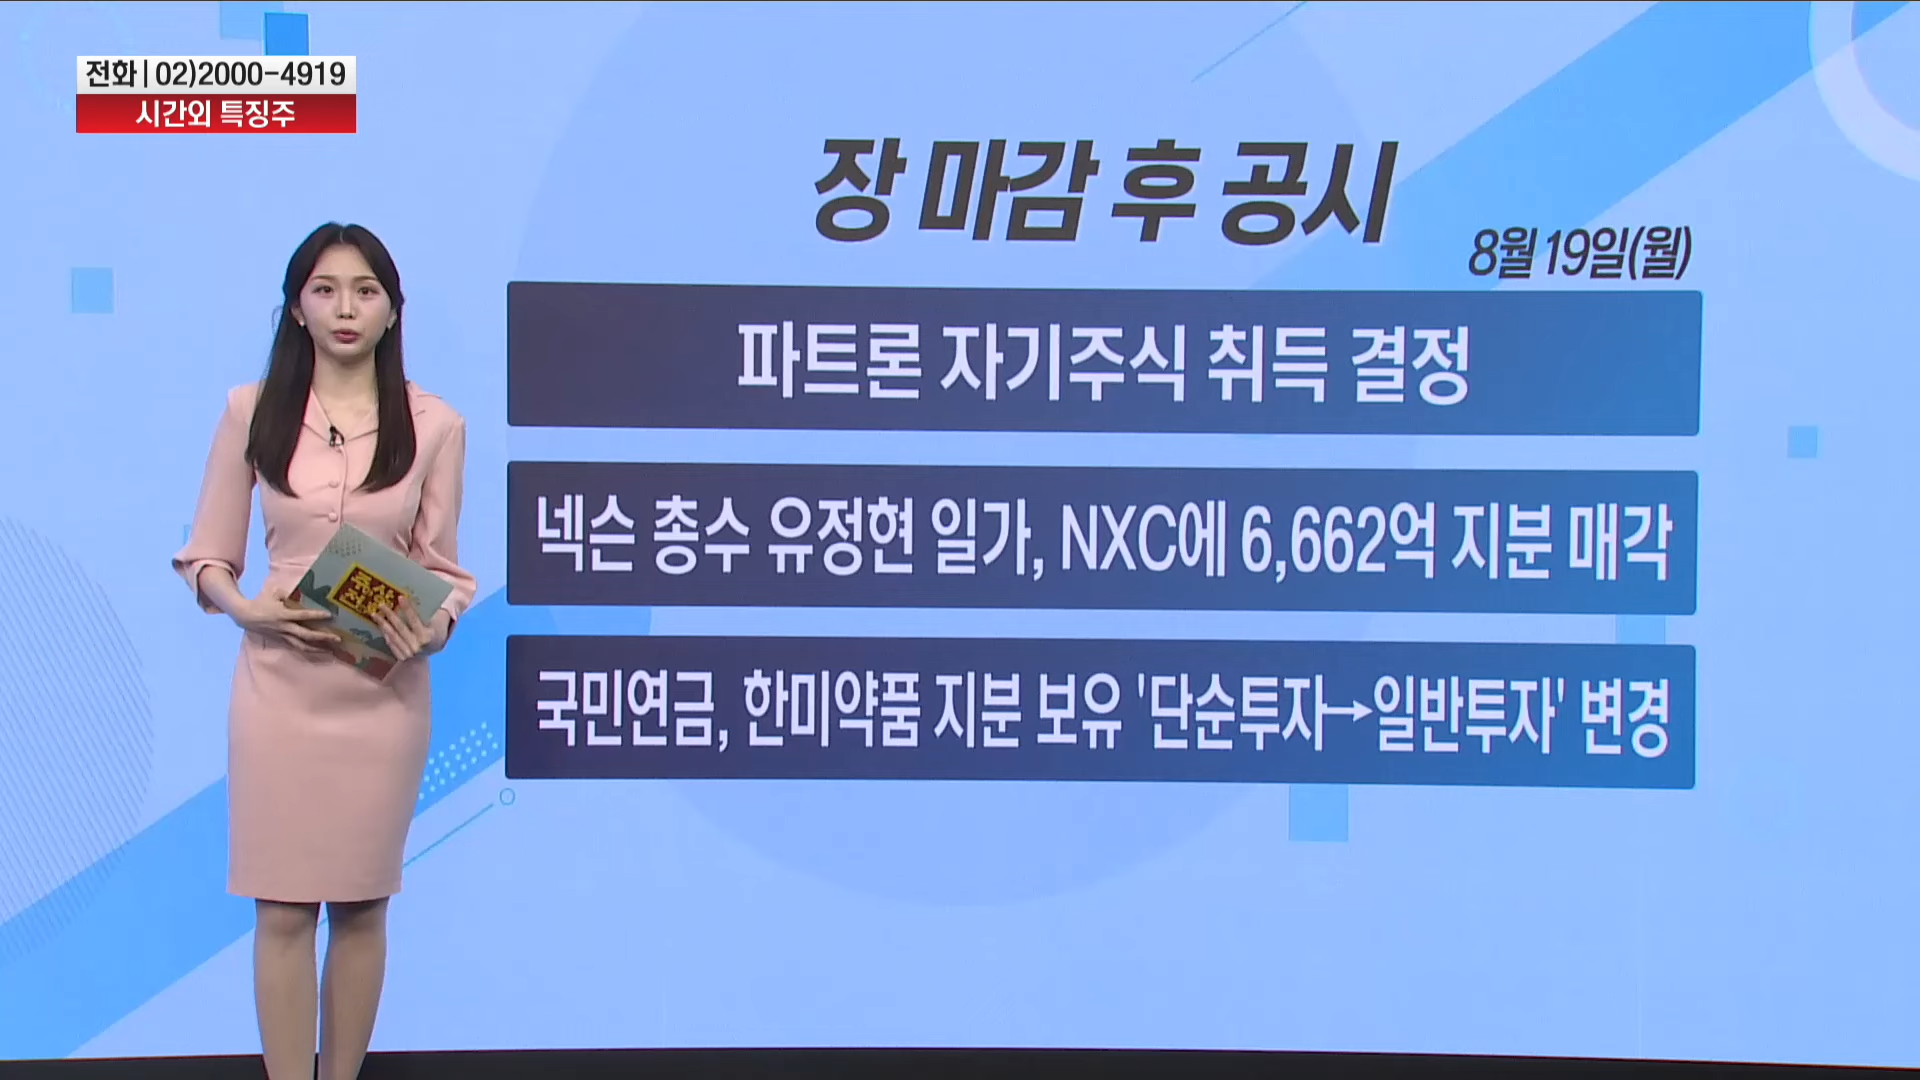 전화 | 02)2000-4919
시간외 특징주
장 마감 후 공시
8월 19일(월)
파트론 자기주식 취득 결정
넥슨 총수 유정현 일가, NXC에 6,662억 지분 매각
국민연금, 한미약품 지분 보유 '단순투자→일반투자' 변경